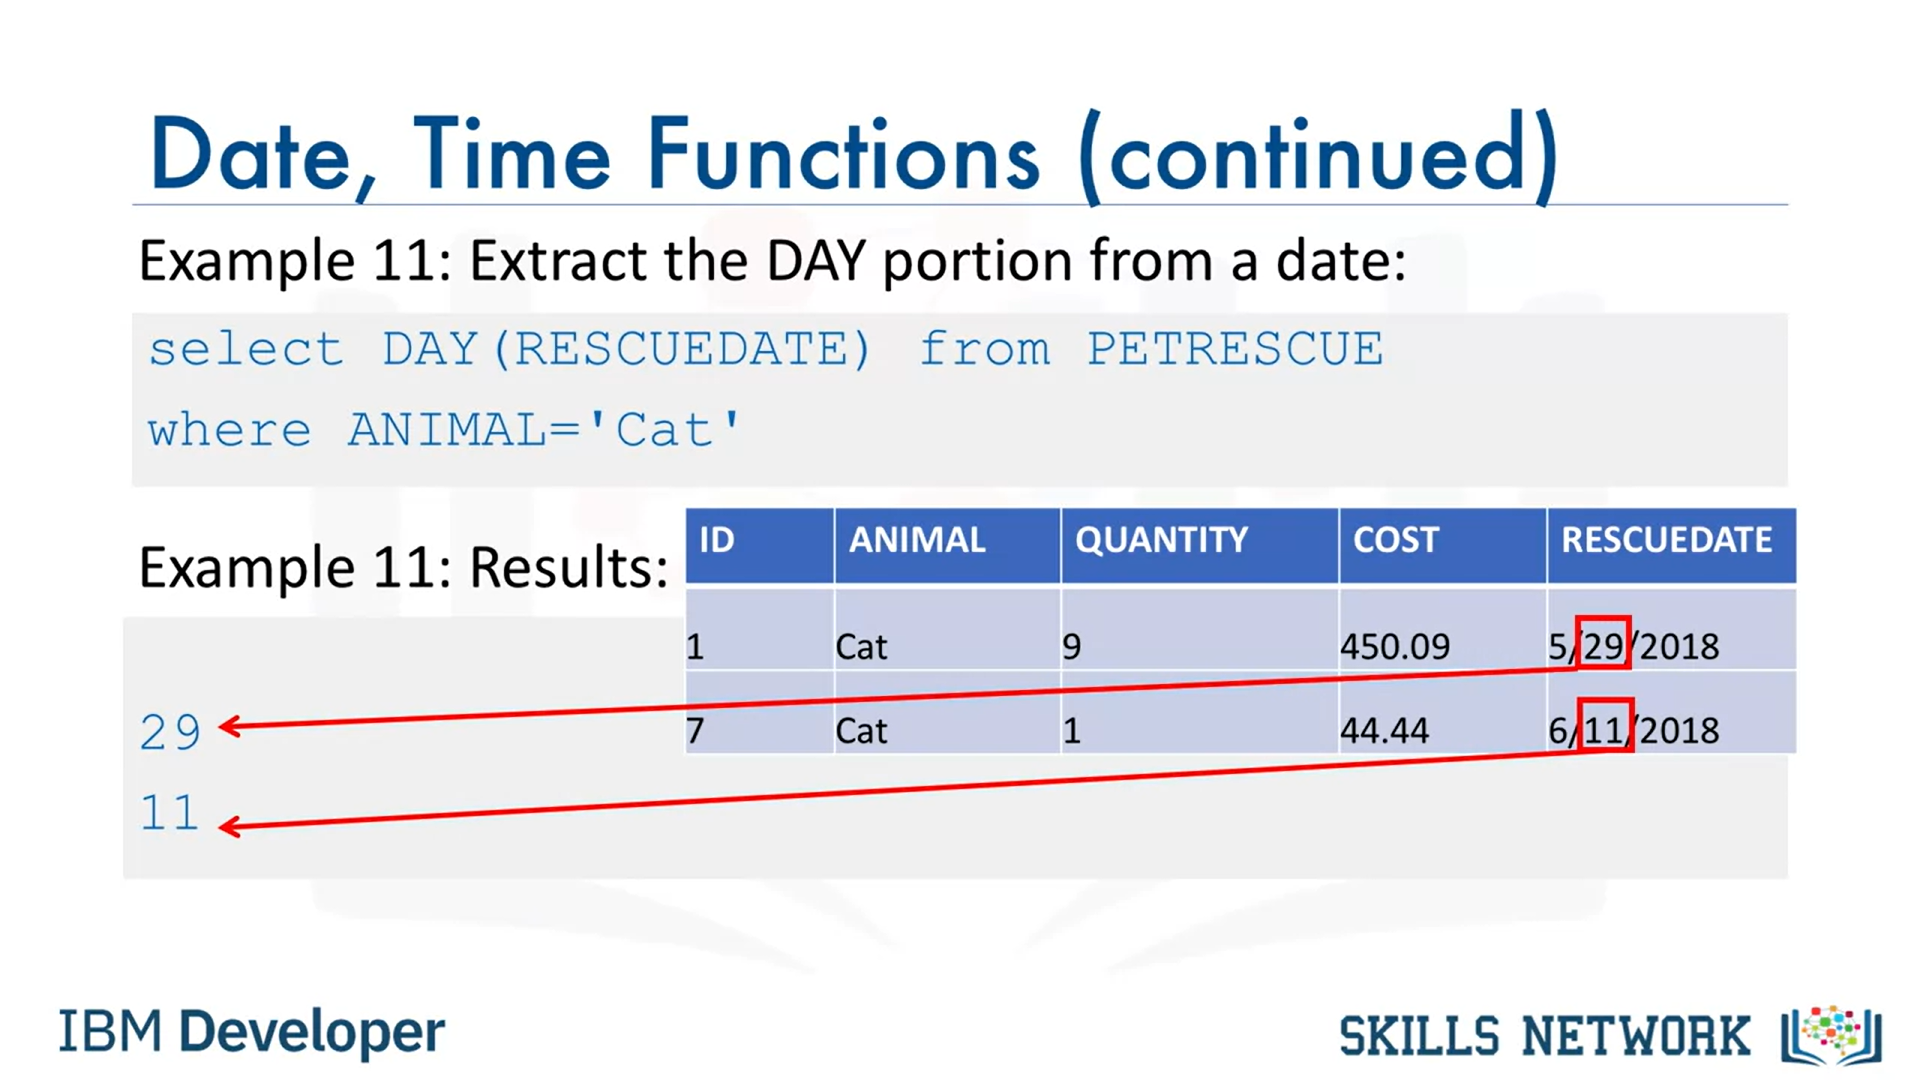 Date, Time Functions (continued)
Example 11: Extract the DAY portion from a date:
select DAY(RESCUEDATE) from PETRESCUE
where ANIMAL='Cat'
Example 11: Results:
ID ANIMAL QUANTITY COST RESCUEDATE
1 Cat 9 450.09 5/29/2018
7 Cat 1 44.44 6/11/2018
29
11
IBM Developer
SKILLS NETWORK